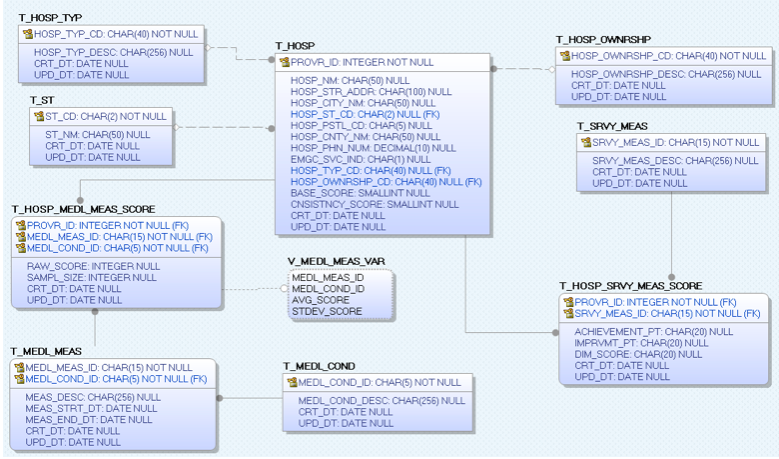 T_HOSP_TYP
HOSP_TYP_CD: CHAR(40) NOT NULL
HOSP_TYP_DESC: CHAR(256) NULL
CRT_DT: DATE NULL
UPD_DT: DATE NULL
T_ST
ST_CD: CHAR(2) NOT NULL
ST_NM: CHAR(50) NULL
CRT_DT: DATE NULL
UPD_DT: DATE NULL
T_HOSP
PROVR_ID: INTEGER NOT NULL
HOSP_NM: CHAR(50) NULL
HOSP_STR_ADDR: CHAR(100) NULL
HOSP_CITY_NM: CHAR(50) NULL
HOSP_ST_CD: CHAR(2) NULL (FK)
HOSP_PSTL_CD: CHAR(5) NULL
HOSP_CNTY_NM: CHAR(50) NULL
HOSP_PHN_NUM: DECIMAL(10) NULL
EMGC_SVC_IND: CHAR(1) NULL
HOSP_TYP_CD: CHAR(40) NULL (FK)
HOSP_OWNRSHP_CD: CHAR(40) NULL (FK)
BASE_SCORE: SMALLINT NULL
CNSISTNCY_SCORE: SMALLINT NULL
CRT_DT: DATE NULL
UPD_DT: DATE NULL
T_HOSP_OWNRSHP
HOSP_OWNRSHP_CD: CHAR(40) NOT NULL
HOSP_OWNRSHP_DESC: CHAR(256) NULL
CRT_DT: DATE NULL
UPD_DT: DATE NULL
T_SRVY_MEAS
SRVY_MEAS_ID: CHAR(15) NOT NULL
SRVY_MEAS_DESC: CHAR(256) NULL
CRT_DT: DATE NULL
UPD_DT: DATE NULL
T_HOSP_MEDL_MEAS_SCORE
PROVR_ID: INTEGER NOT NULL (FK)
MEDL_MEAS_ID: CHAR(15) NOT NULL (FK)
MEDL_COND_ID: CHAR(5) NOT NULL (FK)
RAW_SCORE: INTEGER NULL
SAMPL_SIZE: INTEGER NULL
CRT_DT: DATE NULL
UPD_DT: DATE NULL
V_MEDL_MEAS_VAR
MEDL_MEAS_ID
MEDL_COND_ID
AVG_SCORE
STDEV_SCORE
T_HOSP_SRVY_MEAS_SCORE
PROVR_ID: INTEGER NOT NULL (FK)
SRVY_MEAS_ID: CHAR(15) NOT NULL (FK)
ACHIEVEMENT_PT: CHAR(20) NULL
IMPRVMT_PT: CHAR(20) NULL
DIM_SCORE: CHAR(20) NULL
CRT_DT: DATE NULL
UPD_DT: DATE NULL
T_MEDL_MEAS
MEDL_MEAS_ID: CHAR(15) NOT NULL
MEDL_COND_ID: CHAR(5) NOT NULL (FK)
MEAS_DESC: CHAR(256) NULL
MEAS_STRT_DT: DATE NULL
MEAS_END_DT: DATE NULL
CRT_DT: DATE NULL
UPD_DT: DATE NULL
T_MEDL_COND
MEDL_COND_ID: CHAR(5) NOT NULL
MEDL_COND_DESC: CHAR(256) NULL
CRT_DT: DATE NULL
UPD_DT: DATE NULL